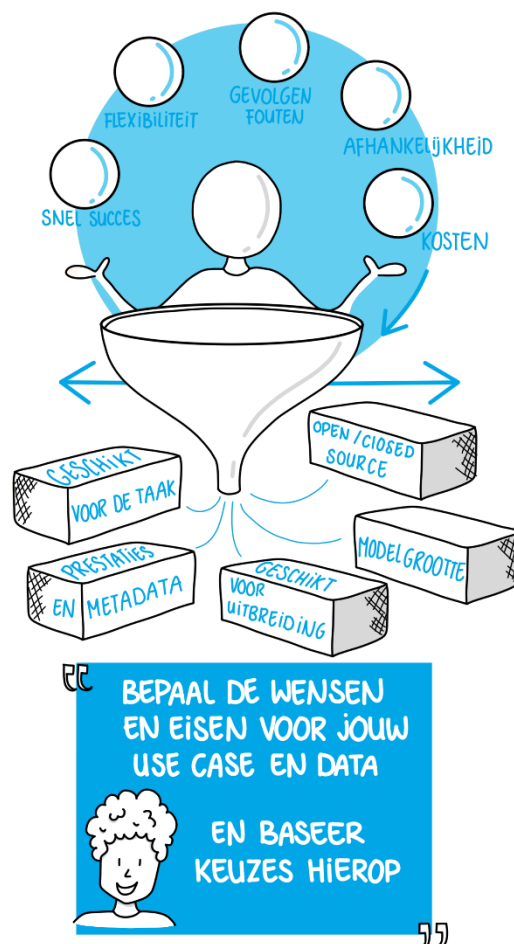 SNEL SUCCES
FLEXIBILITEIT
GEVOLGEN
FOUTEN
AFHANKELIJKHEID
KOSTEN
GESCHIKT
VOOR DE TAAK
PRESTATIES
EN METADATA
GESCHIKT
VOOR
UITBREIDING
OPEN/CLOSED
SOURCE
MODELGROOTTE
" BEPAAL DE WENSEN
EN EISEN VOOR JOUW
USE CASE EN DATA
EN BASEER
KEUZES HIEROP "